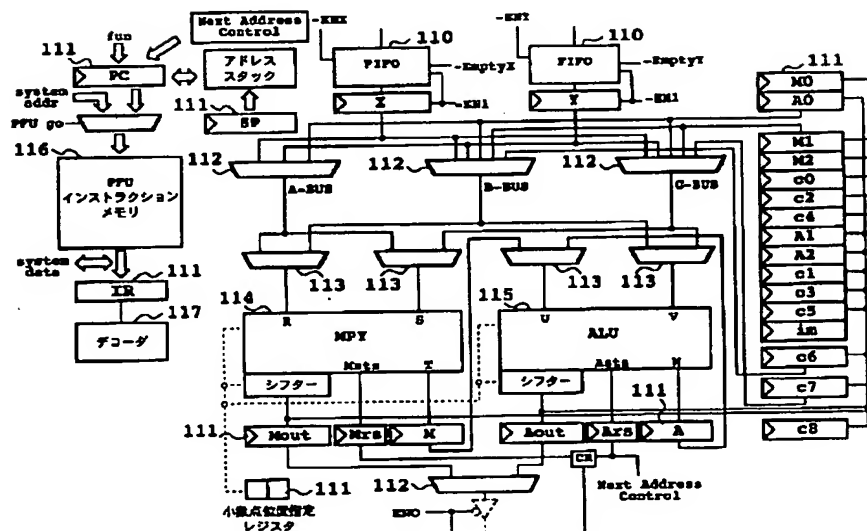 Next Address
Control
fun
111
PC
アドレス
スタック
system
addr
111
SP
PFU go
116
PFU
インストラクション
メモリ
system
data
111
IR
117
デコーダ
-ENX
110
FIFO
-EmptyX
X
-EN1
-ENY
110
FIFO
-EmptyY
Y
-EN1
112
A-BUS
112
B-BUS
112
C-BUS
113
113
113
113
114
R
S
MPY
Msts
T
シフター
115
U
V
ALU
Asts
W
シフター
111
Mout
Mrs
M
Aout
Ars
111
A
112
CR
Next Address
Control
111
小数点位置指定
レジスタ
ENO
111
M0
A0
M1
M2
c0
c2
c4
A1
A2
c1
c3
c5
im
c6
c7
c8